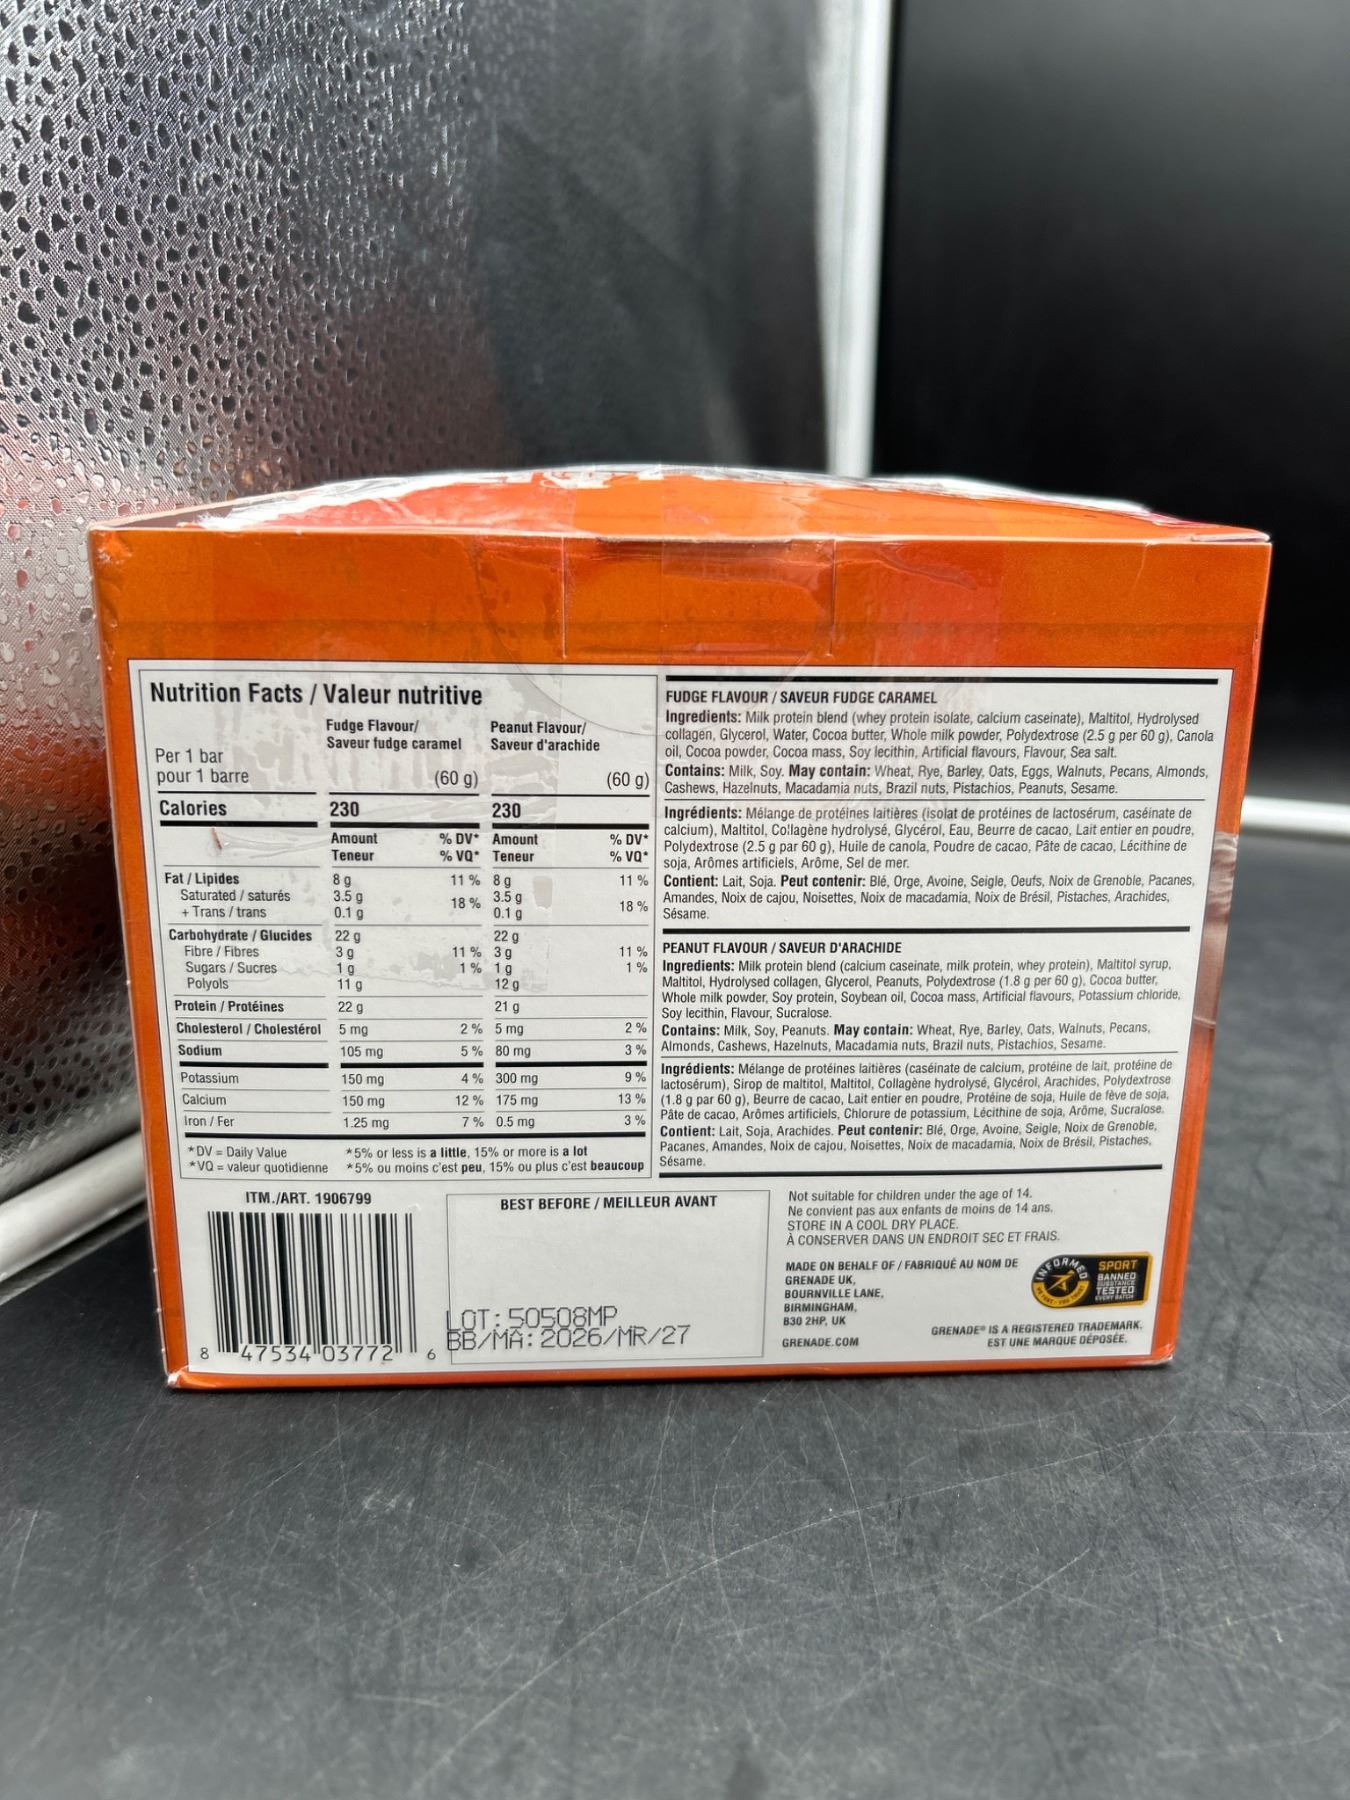 Nutrition Facts / Valeur nutritive
Fudge Flavour/ Peanut Flavour/
Saveur fudge caramel Saveur d'arachide
Per 1 bar
pour 1 barre (60 g) (60 g)
Calories 230 230
Amount % DV* Amount % DV*
Teneur % VQ* Teneur % VQ*
Fat / Lipides 8 g 11 % 8 g 11 %
Saturated / saturés 3.5 g 18 % 3.5 g 18 %
+ Trans / trans 0.1 g 0.1 g
Carbohydrate / Glucides 22 g 22 g
Fibre / Fibres 3 g 11 % 3 g 11 %
Sugars / Sucres 1 g 1 % 1 g 1 %
Polyols 11 g 12 g
Protein / Protéines 22 g 21 g
Cholesterol / Cholestérol 5 mg 2 % 5 mg 2 %
Sodium 105 mg 5 % 80 mg 3 %
Potassium 150 mg 4 % 300 mg 9 %
Calcium 150 mg 12 % 175 mg 13 %
Iron / Fer 1.25 mg 7 % 0.5 mg 3 %
*DV = Daily Value *5% or less is a little, 15% or more is a lot
*VQ = valeur quotidienne *5% ou moins c'est peu, 15% ou plus c'est beaucoup
FUDGE FLAVOUR / SAVEUR FUDGE CARAMEL
Ingredients: Milk protein blend (whey protein isolate, calcium caseinate), Maltitol, Hydrolysed
collagen, Glycerol, Water, Cocoa butter, Whole milk powder, Polydextrose (2.5 g per 60 g), Canola
oil, Cocoa powder, Cocoa mass, Soy lecithin, Artificial flavours, Flavour, Sea salt.
Contains: Milk, Soy. May contain: Wheat, Rye, Barley, Oats, Eggs, Walnuts, Pecans, Almonds,
Cashews, Hazelnuts, Macadamia nuts, Brazil nuts, Pistachios, Peanuts, Sesame.
Ingrédients: Mélange de protéines laitières (isolat de protéines de lactosérum, caséinate de
calcium), Maltitol, Collagène hydrolysé, Glycérol, Eau, Beurre de cacao, Lait entier en poudre,
Polydextrose (2.5 g par 60 g), Huile de canola, Poudre de cacao, Pâte de cacao, Lécithine de
soja, Arômes artificiels, Arôme, Sel de mer.
Contient: Lait, Soja. Peut contenir: Blé, Orge, Avoine, Seigle, Oeufs, Noix de Grenoble, Pacanes,
Amandes, Noix de cajou, Noisettes, Noix de macadamia, Noix de Brésil, Pistaches, Arachides,
Sésame.
PEANUT FLAVOUR / SAVEUR D'ARACHIDE
Ingredients: Milk protein blend (calcium caseinate, milk protein, whey protein), Maltitol syrup,
Maltitol, Hydrolysed collagen, Glycerol, Peanuts, Polydextrose (1.8 g per 60 g), Cocoa butter,
Whole milk powder, Soy protein, Soybean oil, Cocoa mass, Artificial flavours, Potassium chloride,
Soy lecithin, Flavour, Sucralose.
Contains: Milk, Soy, Peanuts. May contain: Wheat, Rye, Barley, Oats, Walnuts, Pecans,
Almonds, Cashews, Hazelnuts, Macadamia nuts, Brazil nuts, Pistachios, Sesame.
Ingrédients: Mélange de protéines laitières (caséinate de calcium, protéine de lait, protéine de
lactosérum), Sirop de maltitol, Maltitol, Collagène hydrolysé, Glycérol, Arachides, Polydextrose
(1.8 g par 60 g), Beurre de cacao, Lait entier en poudre, Protéine de soja, Huile de fève de soja,
Pâte de cacao, Arômes artificiels, Chlorure de potassium, Lécithine de soja, Arôme, Sucralose.
Contient: Lait, Soja, Arachides. Peut contenir: Blé, Orge, Avoine, Seigle, Noix de Grenoble,
Pacanes, Amandes, Noix de cajou, Noisettes, Noix de macadamia, Noix de Brésil, Pistaches,
Sésame.
ITM./ART. 1906799
8 47534 03772 6
BEST BEFORE / MEILLEUR AVANT
LOT: 50508MP
BB/MA: 2026/MR/27
Not suitable for children under the age of 14.
Ne convient pas aux enfants de moins de 14 ans.
STORE IN A COOL DRY PLACE.
À CONSERVER DANS UN ENDROIT SEC ET FRAIS.
MADE ON BEHALF OF / FABRIQUÉ AU NOM DE
GRENADE UK,
BOURNVILLE LANE,
BIRMINGHAM,
B30 2HP, UK
GRENADE.COM
INFORMED
SPORT
BANNED
SUBSTANCE
TESTED
EVERY BATCH
GRENADE® IS A REGISTERED TRADEMARK.
EST UNE MARQUE DÉPOSÉE.